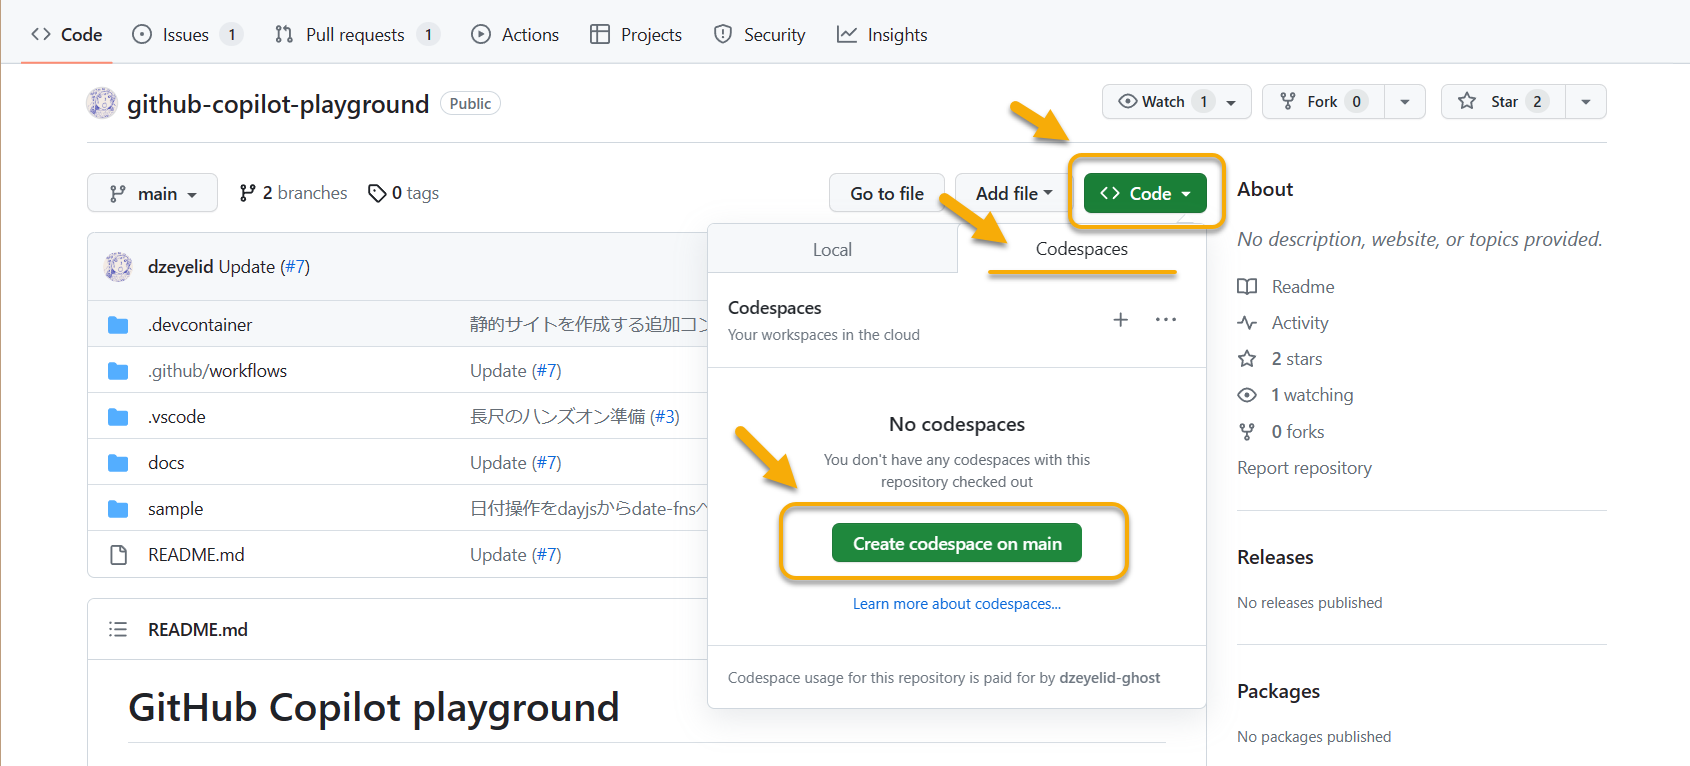 Code Issues 1 Pull requests 1 Actions Projects Security Insights
github-copilot-playground Public Watch 1 Fork 0 Star 2
main 2 branches 0 tags Go to file Add file Code
About
No description, website, or topics provided.
Readme
Activity
2 stars
1 watching
0 forks
Report repository
Releases
No releases published
Packages
No packages published
dzeyelid Update (#7)
.devcontainer 静的サイトを作成する追加コン
.github/workflows Update (#7)
.vscode 長尺のハンズオン準備 (#3)
docs Update (#7)
sample 日付操作をdayjsからdate-fnsへ
README.md Update (#7)
Local Codespaces
Codespaces
Your workspaces in the cloud
No codespaces
You don't have any codespaces with this
repository checked out
Create codespace on main
Learn more about codespaces...
Codespace usage for this repository is paid for by dzeyelid-ghost
README.md
GitHub Copilot playground